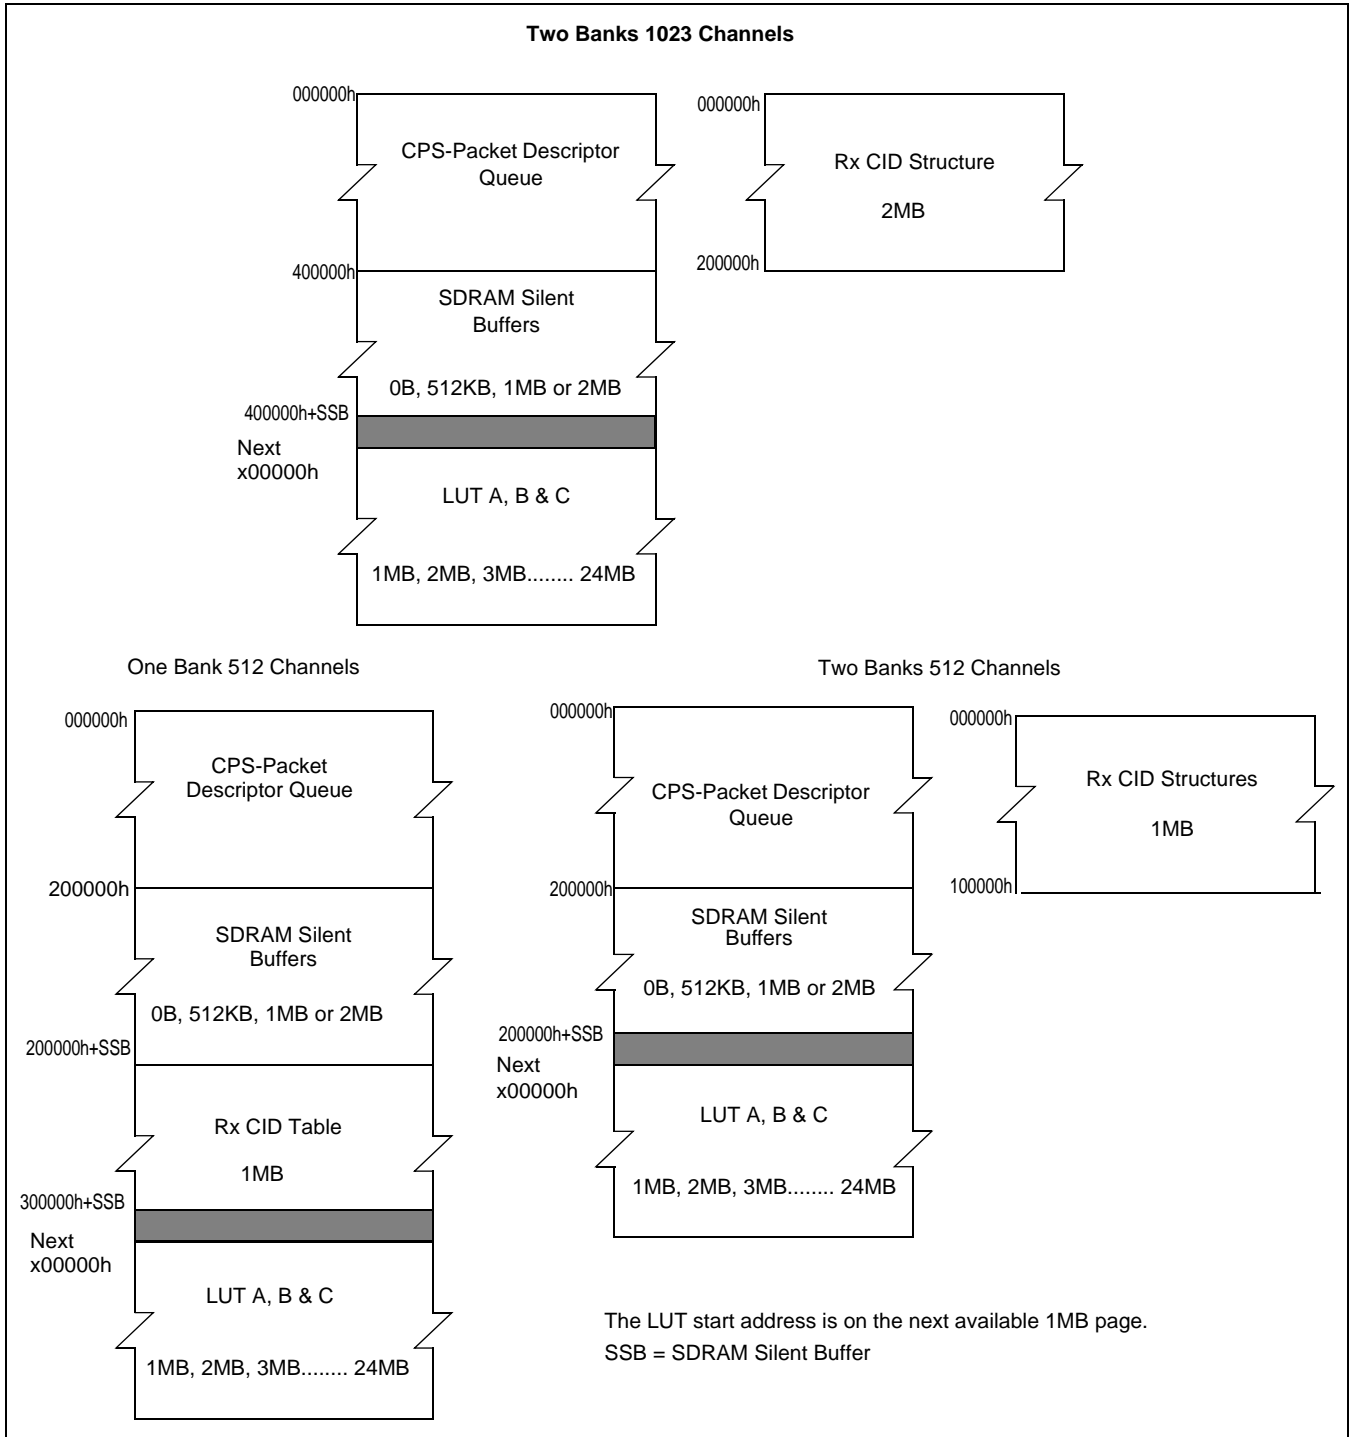 Two Banks 1023 Channels
000000h
CPS-Packet Descriptor
Queue
400000h
SDRAM Silent
Buffers
0B, 512KB, 1MB or 2MB
400000h+SSB
Next
x00000h
LUT A, B & C
1MB, 2MB, 3MB........ 24MB
000000h
Rx CID Structure
2MB
200000h
One Bank 512 Channels
000000h
CPS-Packet
Descriptor Queue
200000h
SDRAM Silent
Buffers
0B, 512KB, 1MB or 2MB
200000h+SSB
Rx CID Table
1MB
300000h+SSB
Next
x00000h
LUT A, B & C
1MB, 2MB, 3MB........ 24MB
Two Banks 512 Channels
000000h
CPS-Packet Descriptor
Queue
200000h
SDRAM Silent
Buffers
0B, 512KB, 1MB or 2MB
200000h+SSB
Next
x00000h
LUT A, B & C
1MB, 2MB, 3MB........ 24MB
000000h
Rx CID Structures
1MB
100000h
The LUT start address is on the next available 1MB page.
SSB = SDRAM Silent Buffer